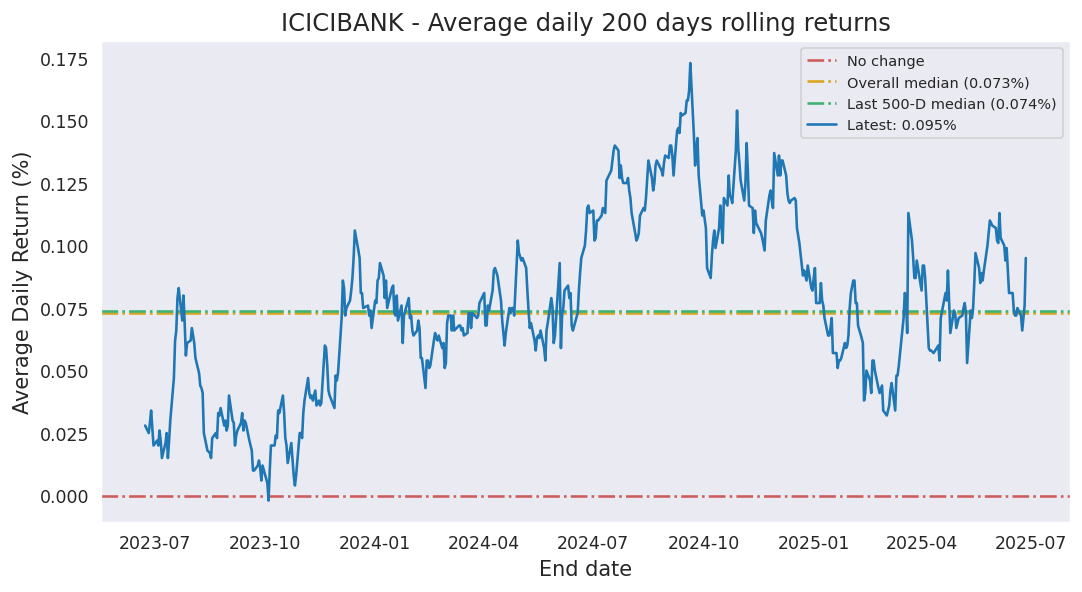 ICICIBANK - Average daily 200 days rolling returns
Average Daily Return (%)
0.175
0.150
0.125
0.100
0.075
0.050
0.025
0.000
No change
Overall median (0.073%)
Last 500-D median (0.074%)
Latest: 0.095%
2023-07
2023-10
2024-01
2024-04
2024-07
2024-10
2025-01
2025-04
2025-07
End date